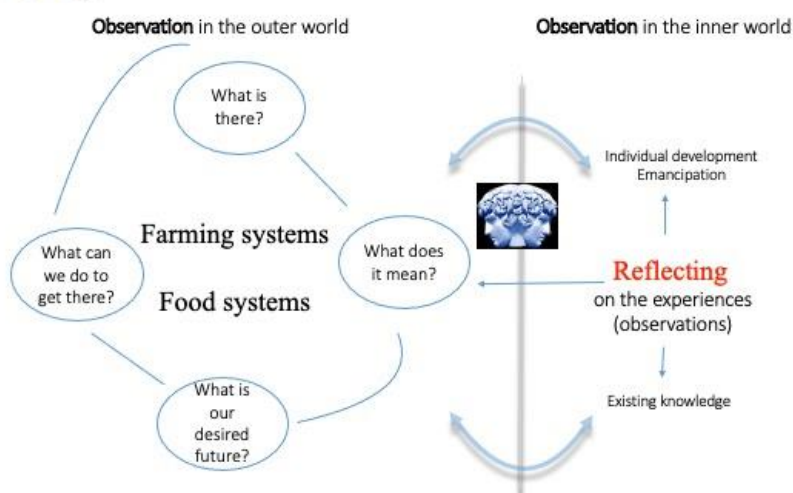 Observation in the outer world
Observation in the inner world
What is
there?
Individual development
Emancipation
Farming systems
What can
we do to
get there?
What does
it mean?
Food systems
Reflecting
on the experiences
(observations)
What is
our
desired
future?
Existing knowledge